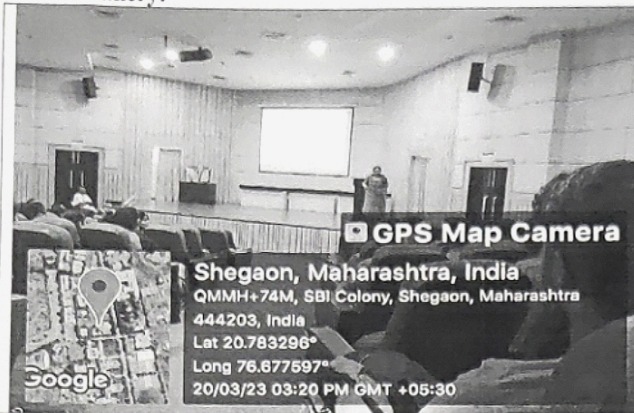 GPS Map Camera
Shegaon, Maharashtra, India
QMMH+74M, SBI Colony, Shegaon, Maharashtra
444203, India
Lat 20.783296°
Long 76.677597°
20/03/23 03:20 PM GMT +05:30
Google